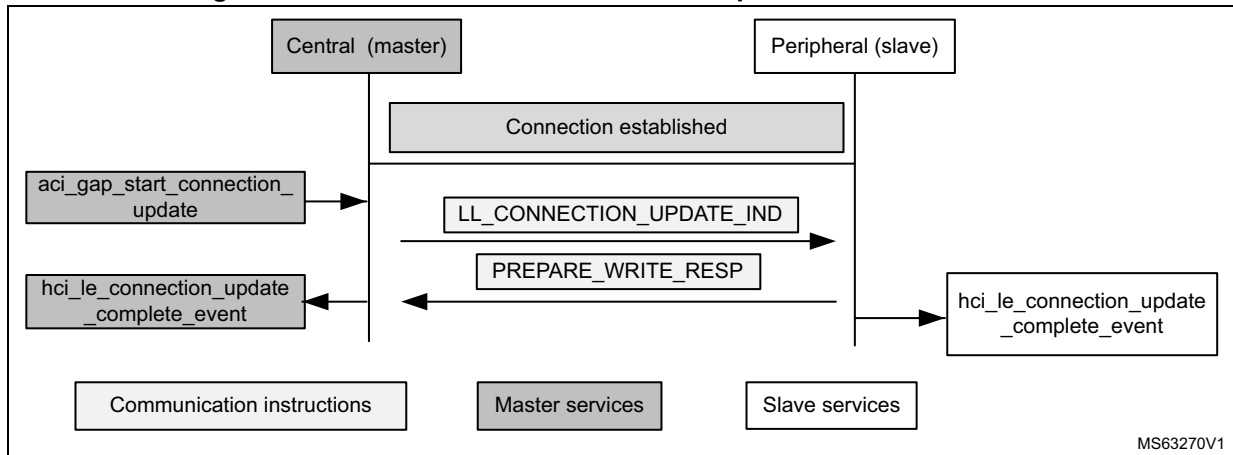 Central (master)
Peripheral (slave)
Connection established
aci_gap_start_connection_
update
LL_CONNECTION_UPDATE_IND
PREPARE_WRITE_RESP
hci_le_connection_update
_complete_event
hci_le_connection_update
_complete_event
Communication instructions
Master services
Slave services
MS63270V1